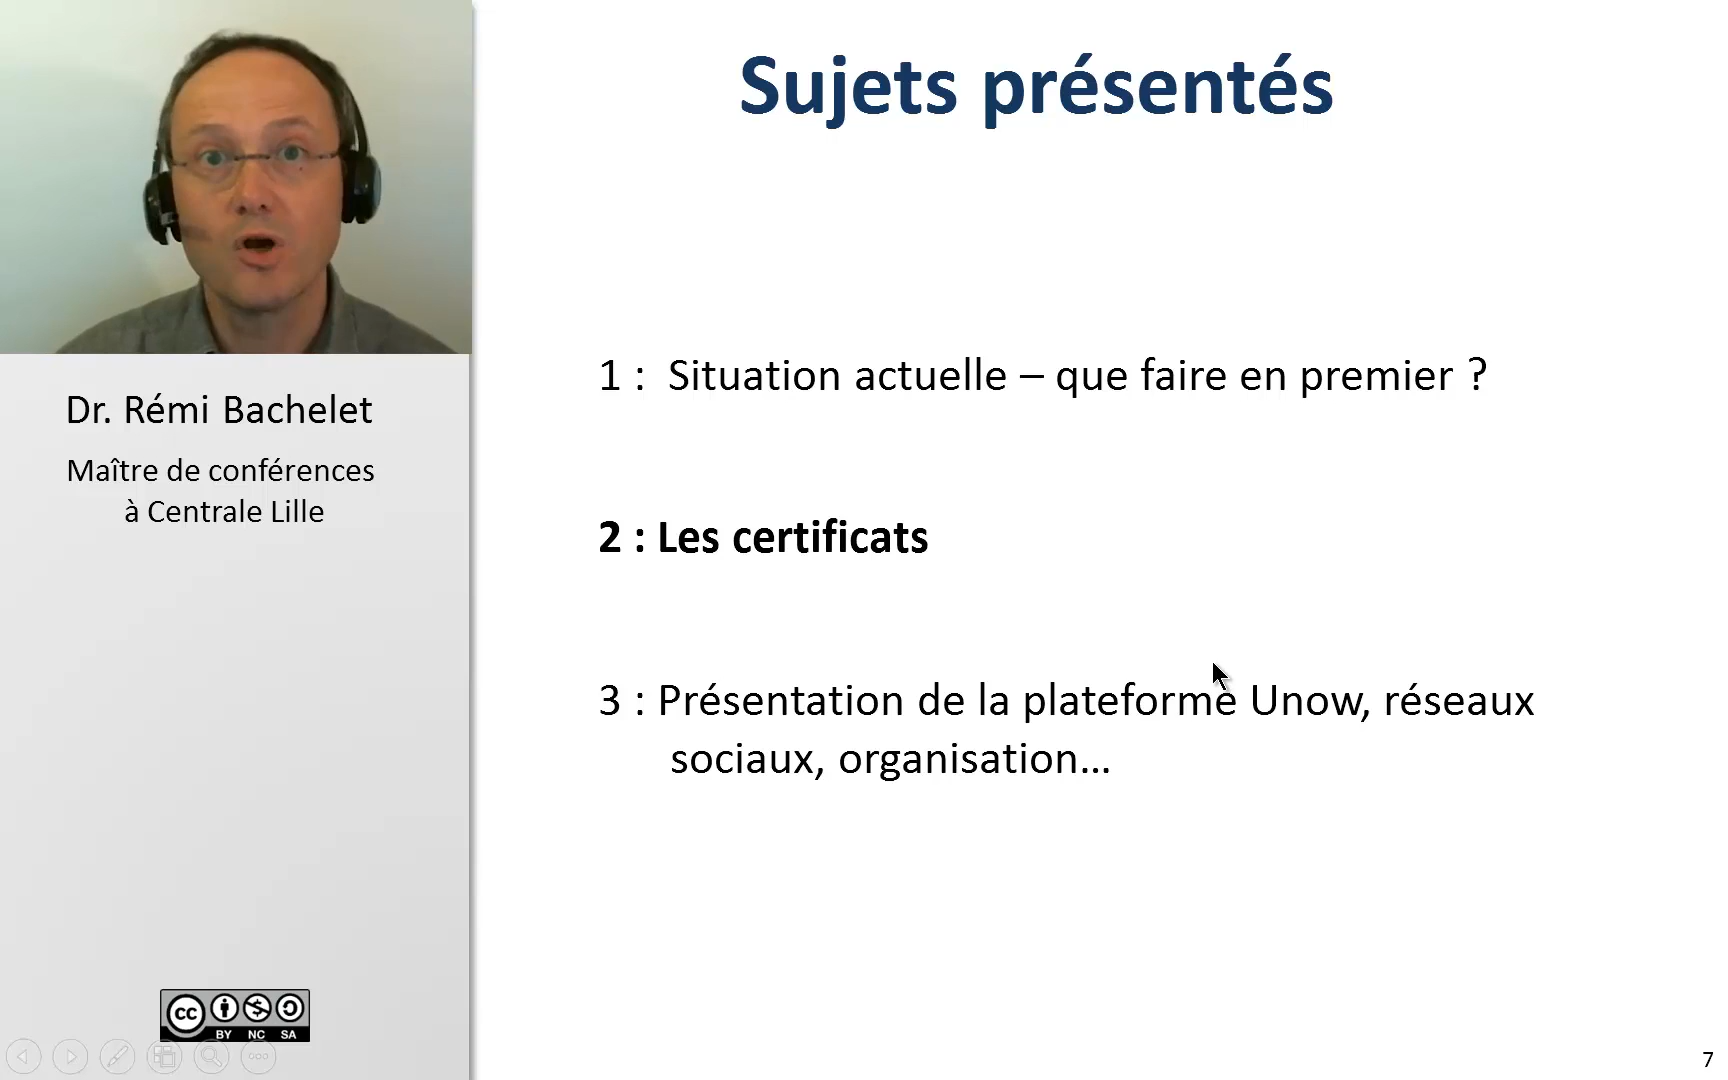 Sujets présentés
Dr. Rémi Bachelet
Maître de conférences
à Centrale Lille
1 : Situation actuelle – que faire en premier ?
2 : Les certificats
3 : Présentation de la plateforme Unow, réseaux
sociaux, organisation…
cc
BY NC SA
7